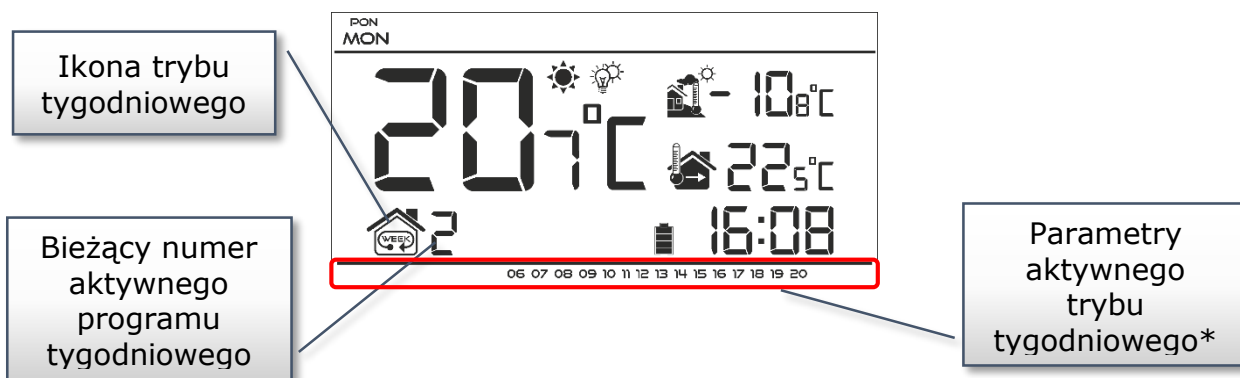 PON
MON
Ikona trybu
tygodniowego
20 7°C
- 10 8°C
22 5°C
WEEK
2
16:08
06 07 08 09 10 11 12 13 14 15 16 17 18 19 20
Bieżący numer
aktywnego
programu
tygodniowego
Parametry
aktywnego
trybu
tygodniowego*